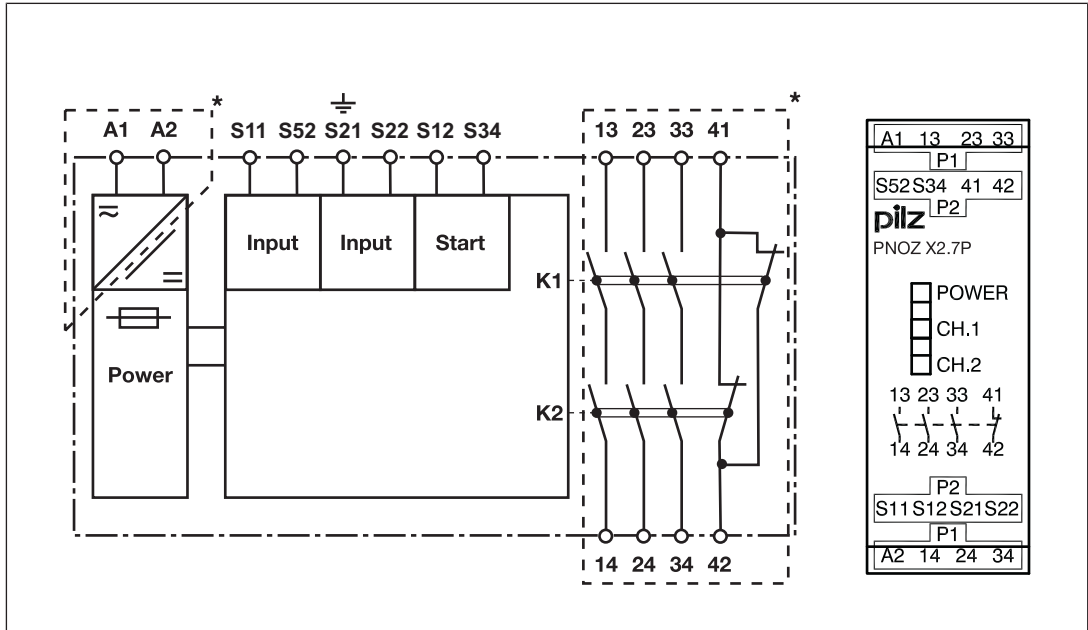 * *
A1 A2 S11 S52 S21 S22 S12 S34 13 23 33 41
Input Input Start
K1
Power
K2
14 24 34 42
A1 13 23 33
P1
S52 S34 41 42
P2
pilz
PNOZ X2.7P
POWER
CH.1
CH.2
13 23 33 41
14 24 34 42
P2
S11 S12 S21 S22
P1
A2 14 24 34